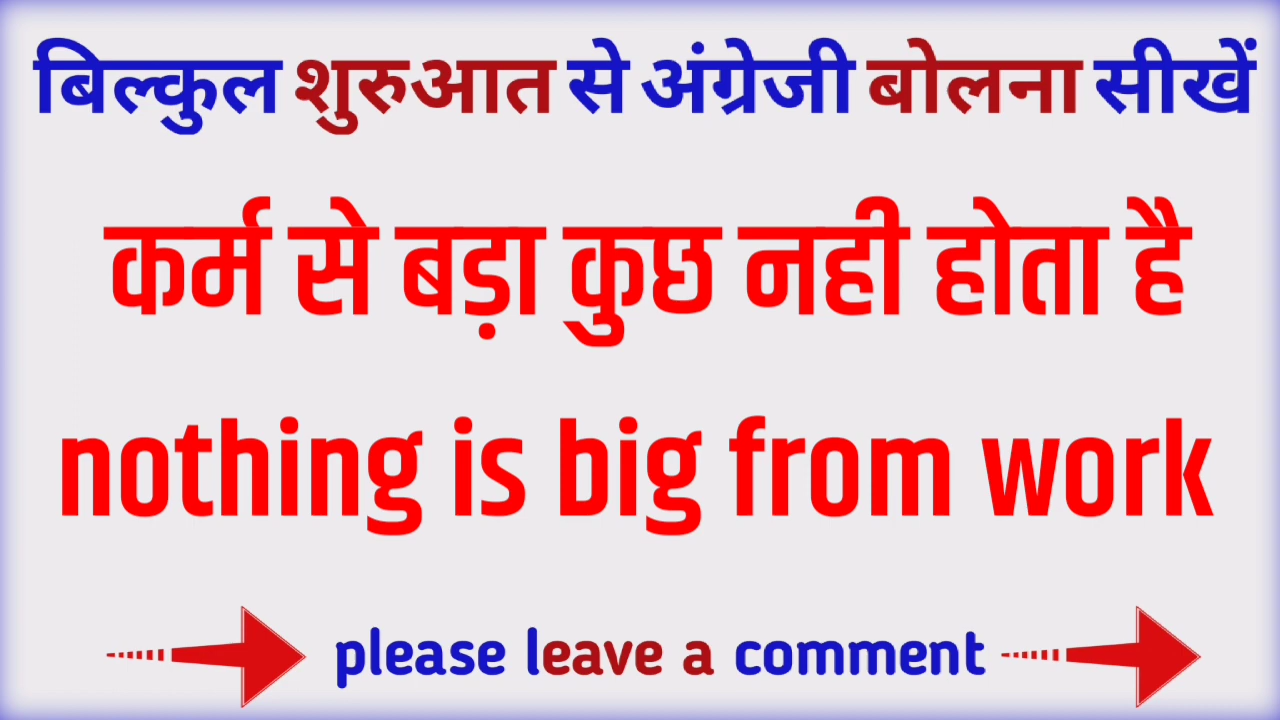 बिल्कुल शुरुआत से अंग्रेजी बोलना सीखें
कर्म से बड़ा कुछ नही होता है
nothing is big from work
please leave a comment